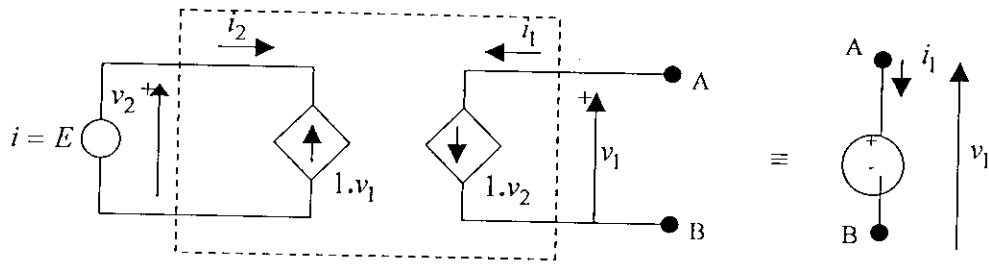 i₂ i₁
A A i₁
v₂ + + +
i = E v₁ ≡ + v₁
1.v₁ 1.v₂ -
B B